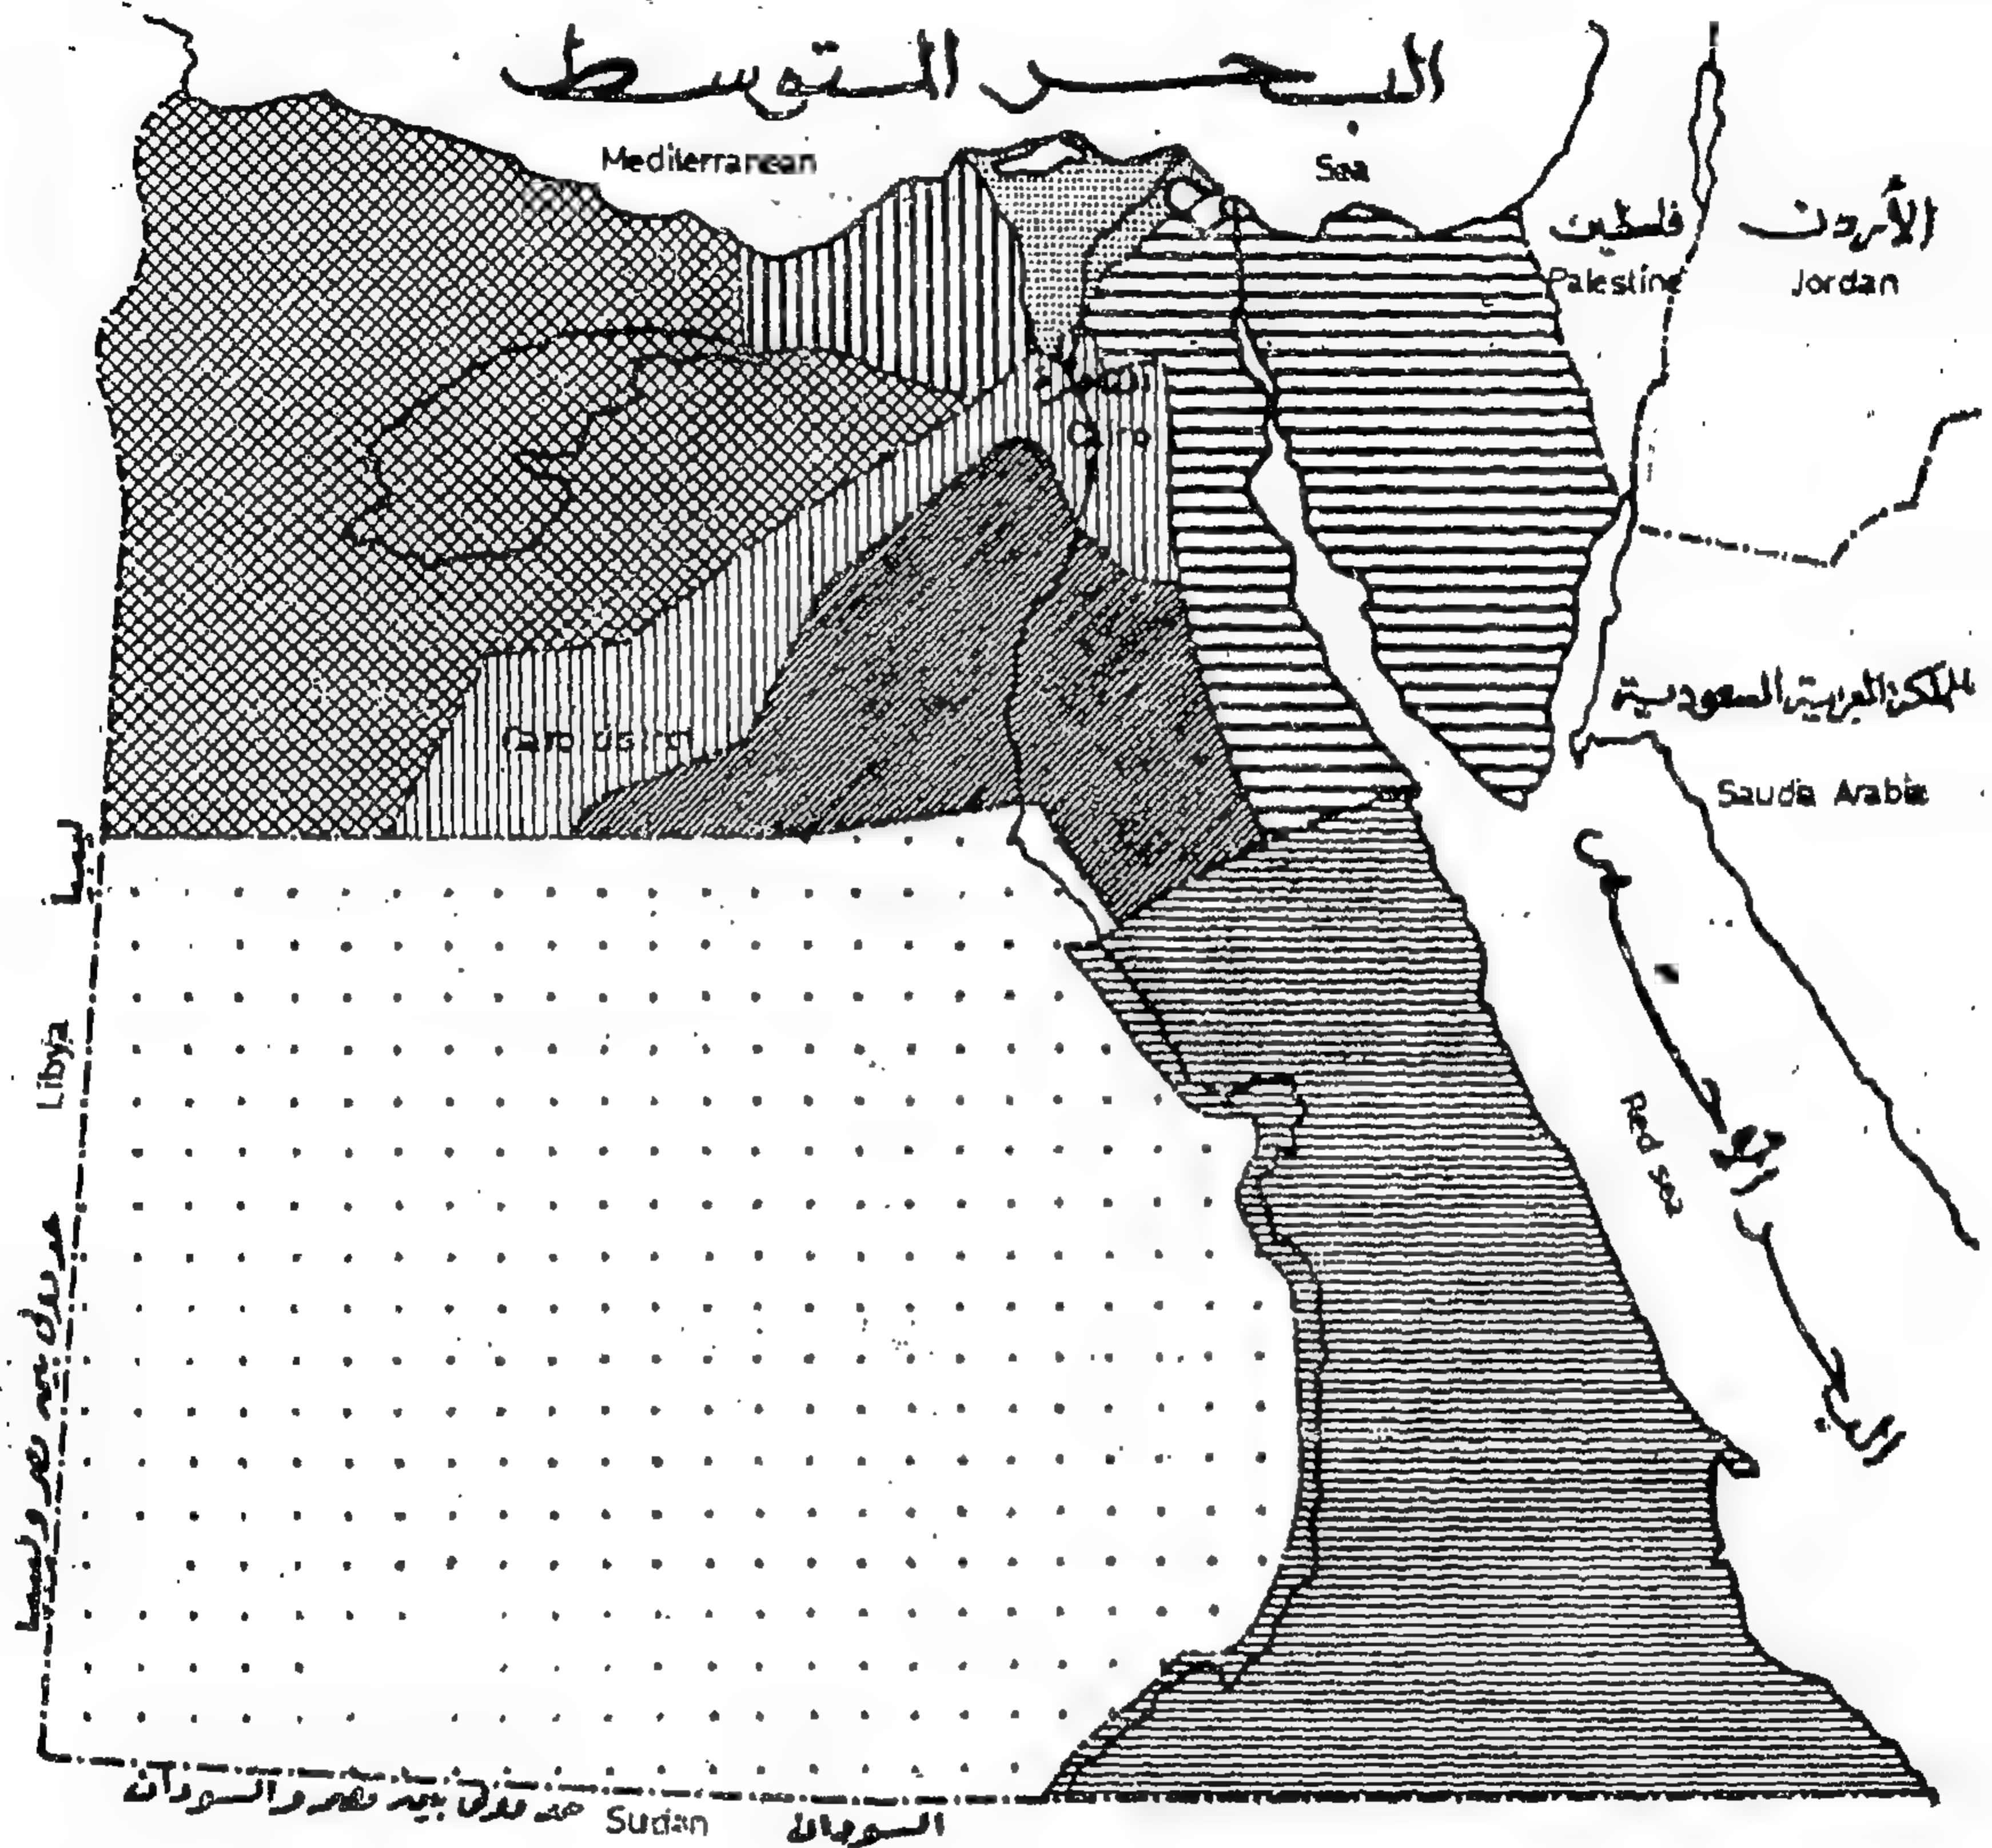 البحر المتوسط
Mediterranean Sea
فلسطين
Palestine
الأردن
Jordan
القاهرة
Cairo
المملكة العربية السعودية
Saudia Arabia
البحر الأحمر
Red sea
ليبيا
Libya
حدود بين مصر وليبيا
حدود بين مصر والسودان
Sudan
السودان